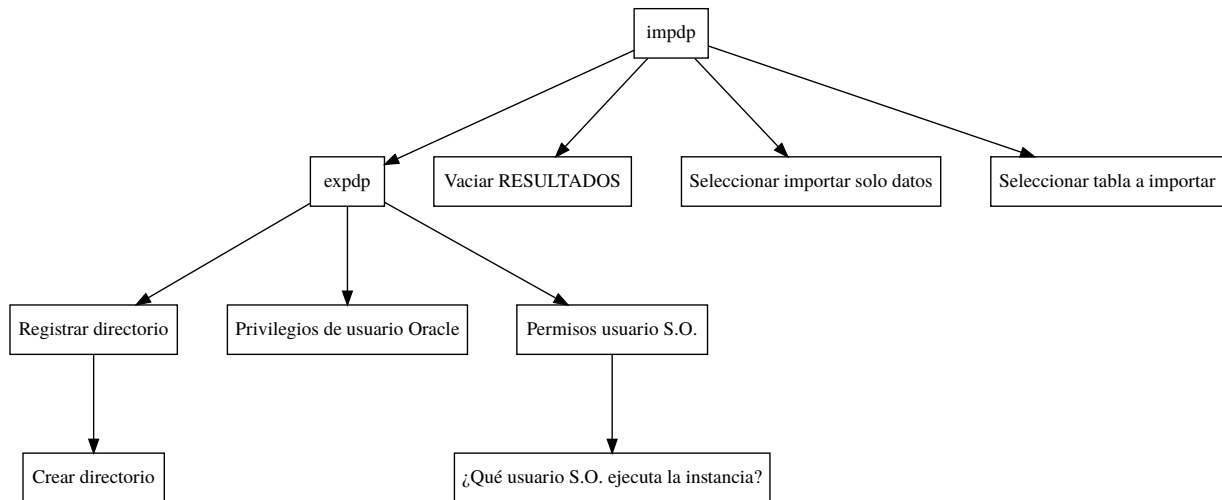 impdp
expdp
Vaciar RESULTADOS
Seleccionar importar solo datos
Seleccionar tabla a importar
Registrar directorio
Privilegios de usuario Oracle
Permisos usuario S.O.
Crear directorio
¿Qué usuario S.O. ejecuta la instancia?